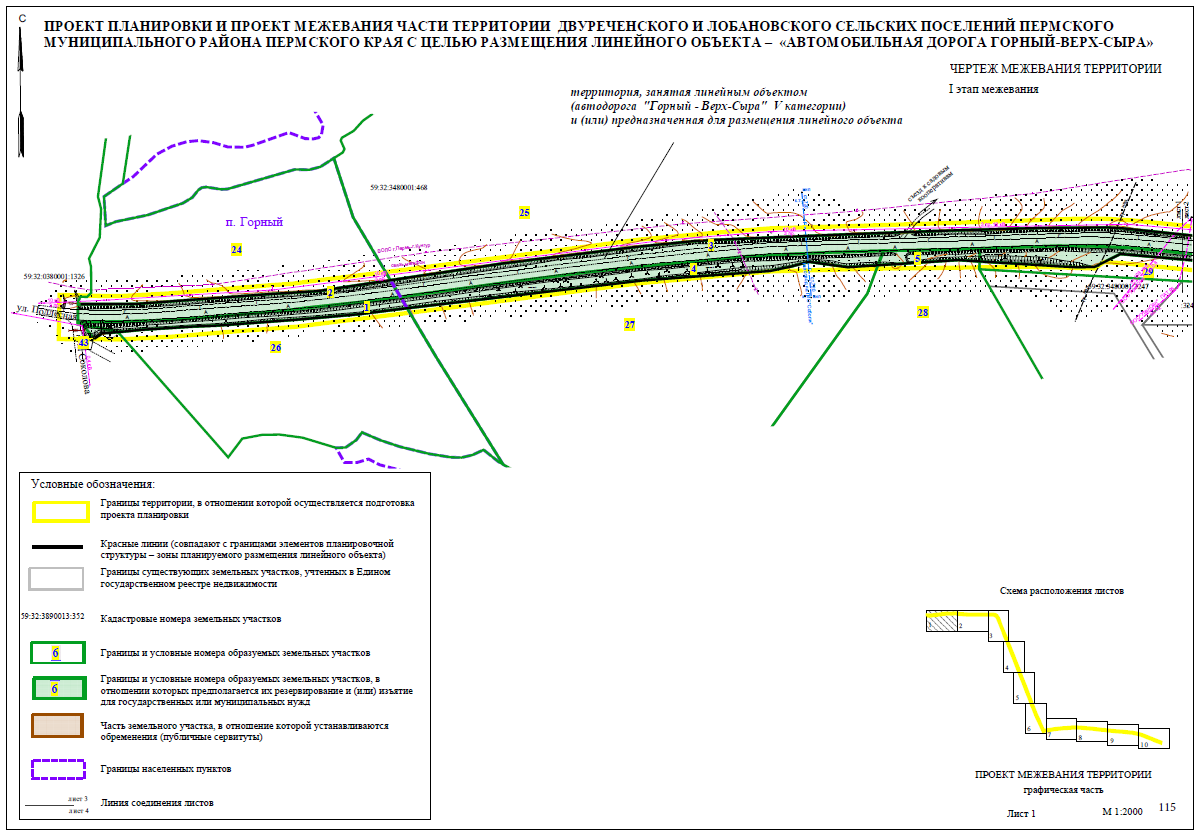 С
ПРОЕКТ ПЛАНИРОВКИ И ПРОЕКТ МЕЖЕВАНИЯ ЧАСТИ ТЕРРИТОРИИ ДВУРЕЧЕНСКОГО И ЛОБАНОВСКОГО СЕЛЬСКИХ ПОСЕЛЕНИЙ ПЕРМСКОГО
МУНИЦИПАЛЬНОГО РАЙОНА ПЕРМСКОГО КРАЯ С ЦЕЛЬЮ РАЗМЕЩЕНИЯ ЛИНЕЙНОГО ОБЪЕКТА – «АВТОМОБИЛЬНАЯ ДОРОГА ГОРНЫЙ-ВЕРХ-СЫРА»
ЧЕРТЕЖ МЕЖЕВАНИЯ ТЕРРИТОРИИ
I этап межевания
территория, занятая линейным объектом
(автодорога "Горный - Верх-Сыра" V категории)
и (или) предназначенная для размещения линейного объекта
59:32:3480001:468
съезд к садовым
кооперативам
п. Горный
24
25
59:32:0380001:1326
2
1
3
4
5
29
ул.
43
Соколова
26
27
28
Условные обозначения:
Границы территории, в отношении которой осуществляется подготовка
проекта планировки
Красные линии (совпадают с границами элементов планировочной
структуры – зоны планируемого размещения линейного объекта)
Границы существующих земельных участков, учтенных в Едином
государственном реестре недвижимости
59:32:3890013:352
Кадастровые номера земельных участков
6
Границы и условные номера образуемых земельных участков
6
Границы и условные номера образуемых земельных участков, в
отношении которых предполагается их резервирование и (или) изъятие
для государственных или муниципальных нужд
Часть земельного участка, в отношение которой устанавливаются
обременения (публичные сервитуты)
Границы населенных пунктов
лист 3
лист 4
Линия соединения листов
Схема расположения листов
1
2
3
4
5
6
7
8
9
10
ПРОЕКТ МЕЖЕВАНИЯ ТЕРРИТОРИИ
графическая часть
Лист 1
М 1:2000
115